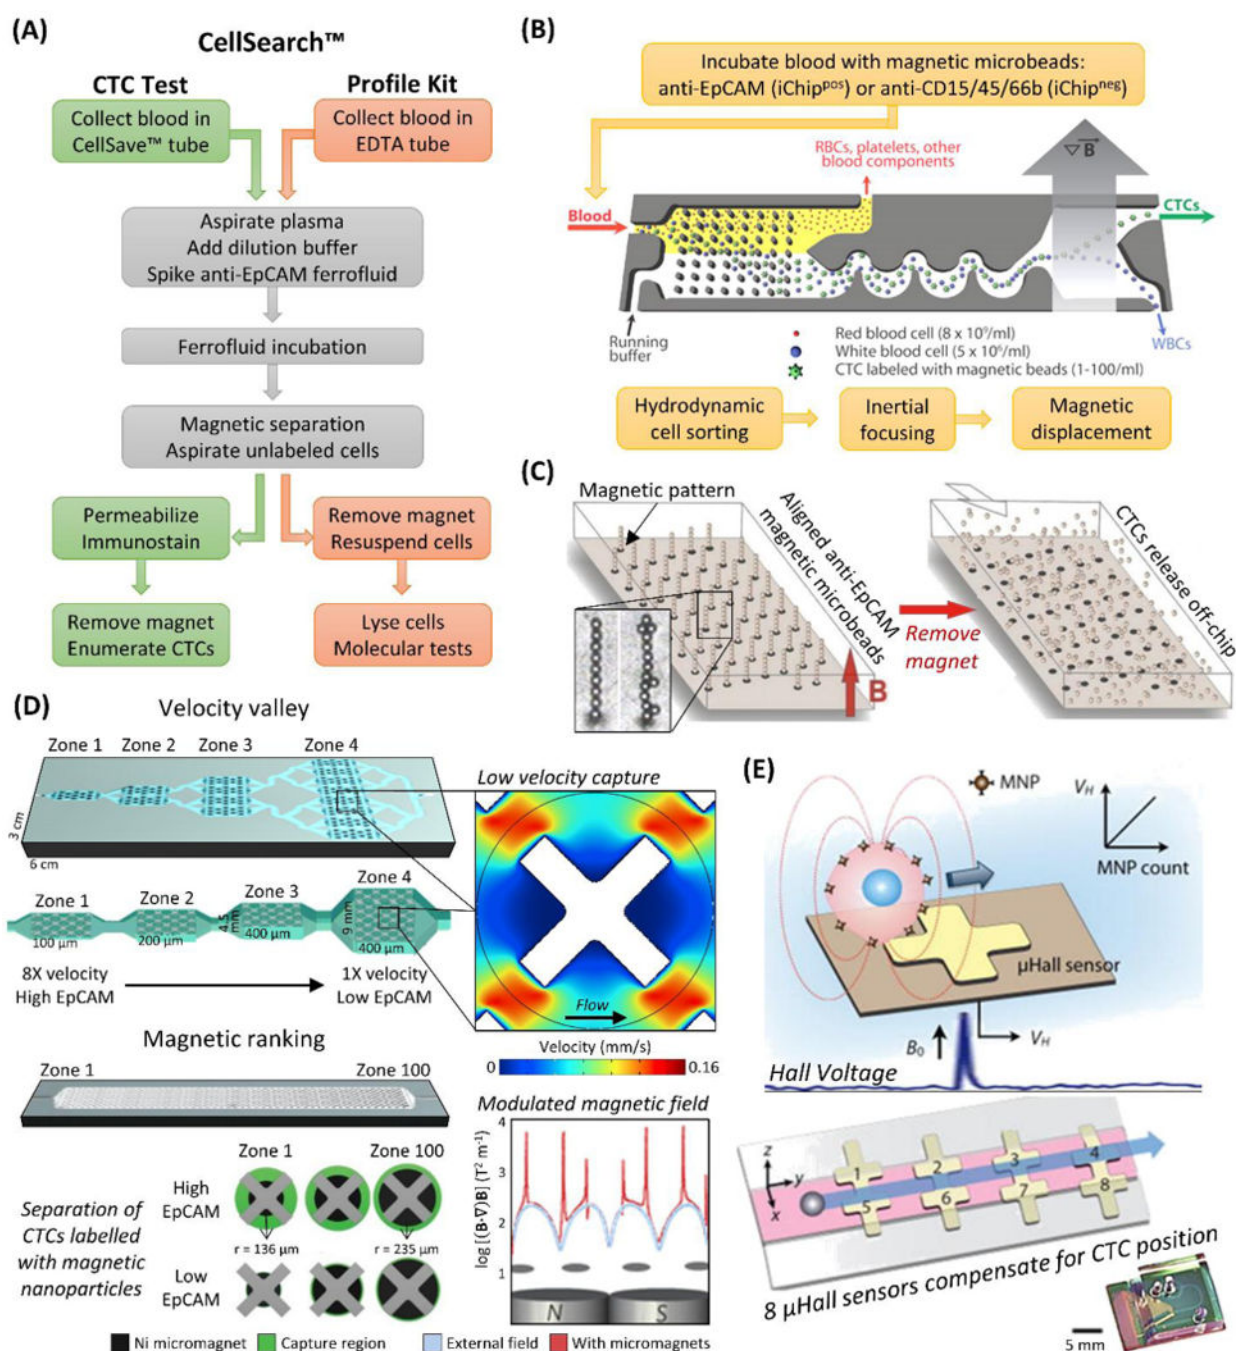 (A)
CellSearch™
CTC Test
Profile Kit
Collect blood in
CellSave™ tube
Collect blood in
EDTA tube
Aspirate plasma
Add dilution buffer
Spike anti-EpCAM ferrofluid
Ferrofluid incubation
Magnetic separation
Aspirate unlabeled cells
Permeabilize
Immunostain
Remove magnet
Resuspend cells
Remove magnet
Enumerate CTCs
Lyse cells
Molecular tests
(B)
Incubate blood with magnetic microbeads:
anti-EpCAM (iChip^pos) or anti-CD15/45/66b (iChip^neg)
RBCs, platelets, other
blood components
▽ B
Blood
CTCs
Running
buffer
Red blood cell (8 x 10⁹/ml)
White blood cell (5 x 10⁶/ml)
CTC labeled with magnetic beads (1-100/ml)
WBCs
Hydrodynamic
cell sorting
Inertial
focusing
Magnetic
displacement
(C)
Magnetic pattern
Aligned anti-EpCAM
magnetic microbeads
B
Remove
magnet
CTCs release off-chip
(D)
Velocity valley
Zone 1
Zone 2
Zone 3
Zone 4
3 cm
6 cm
Zone 1
Zone 2
Zone 3
Zone 4
100 µm
200 µm
4.5 mm
400 µm
9 mm
400 µm
8X velocity
High EpCAM
1X velocity
Low EpCAM
Low velocity capture
Flow
Velocity (mm/s)
0
0.16
Magnetic ranking
Zone 1
Zone 100
Separation of
CTCs labelled
with magnetic
nanoparticles
Zone 1
Zone 100
High
EpCAM
r = 136 µm
r = 235 µm
Low
EpCAM
Modulated magnetic field
log [(B·∇)B] (T² m⁻¹)
4
3
2
1
N
S
Ni micromagnet
Capture region
External field
With micromagnets
(E)
MNP
V_H
MNP count
µHall sensor
B₀
V_H
Hall Voltage
z
y
x
1
2
3
4
5
6
7
8
8 µHall sensors compensate for CTC position
5 mm